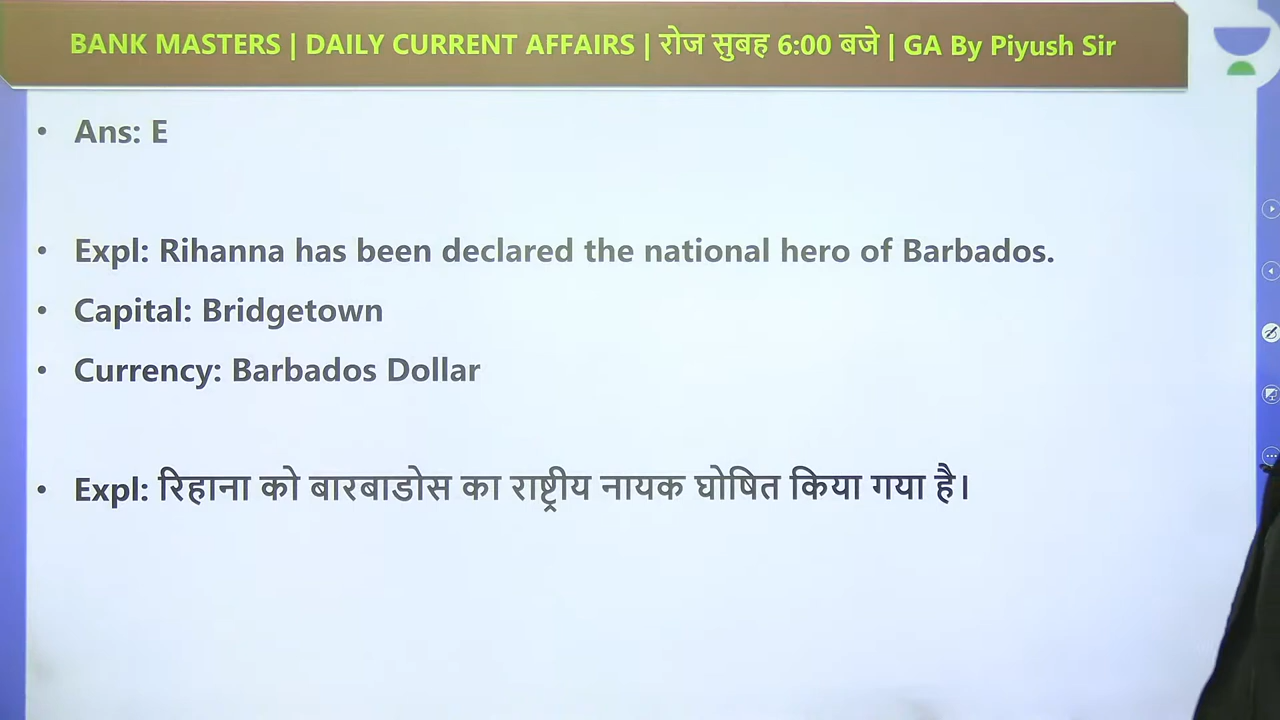 BANK MASTERS | DAILY CURRENT AFFAIRS | रोज सुबह 6:00 बजे | GA By Piyush Sir
• Ans: E
• Expl: Rihanna has been declared the national hero of Barbados.
• Capital: Bridgetown
• Currency: Barbados Dollar
• Expl: रिहाना को बारबाडोस का राष्ट्रीय नायक घोषित किया गया है।